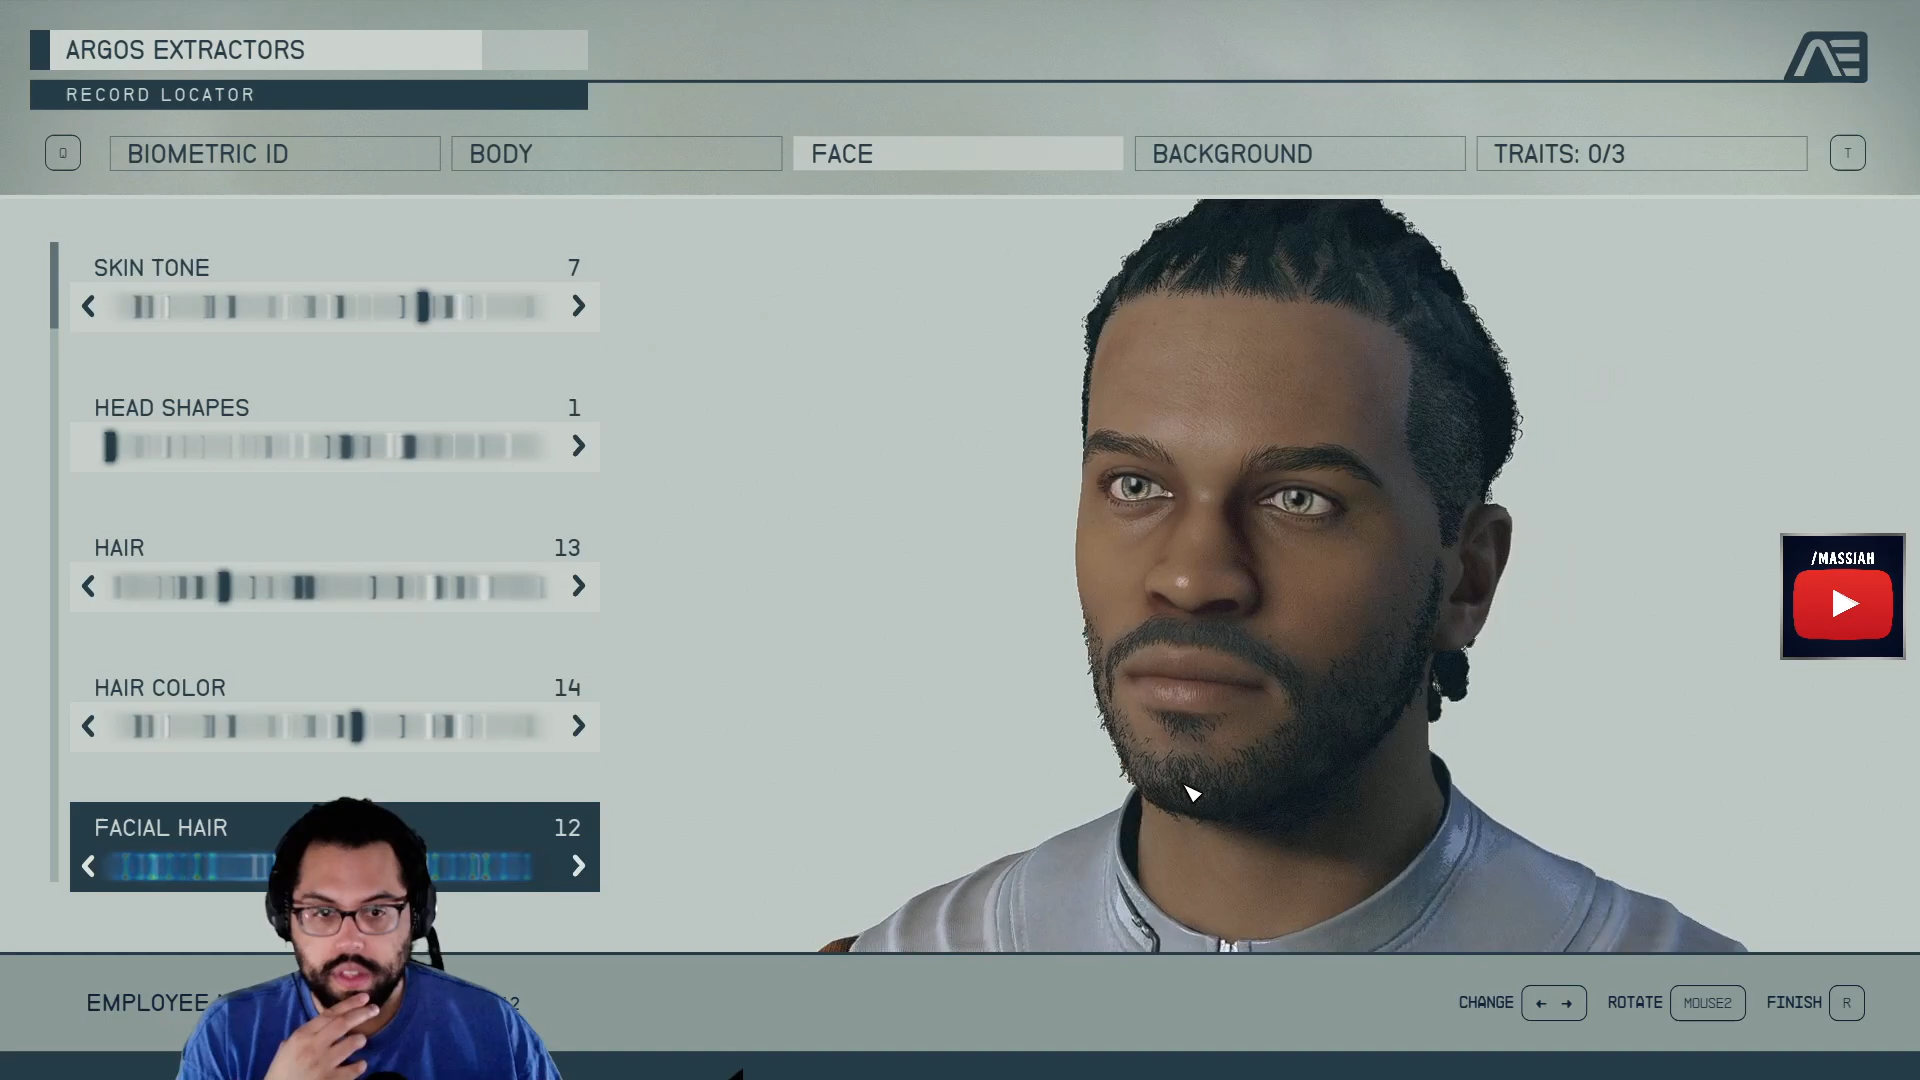 ARGOS EXTRACTORS
RECORD LOCATOR
Q
BIOMETRIC ID
BODY
FACE
BACKGROUND
TRAITS: 0/3
T
SKIN TONE 7
HEAD SHAPES 1
HAIR 13
HAIR COLOR 14
FACIAL HAIR 12
/MASSIAH
EMPLOYEE
CHANGE
ROTATE MOUSE2
FINISH R